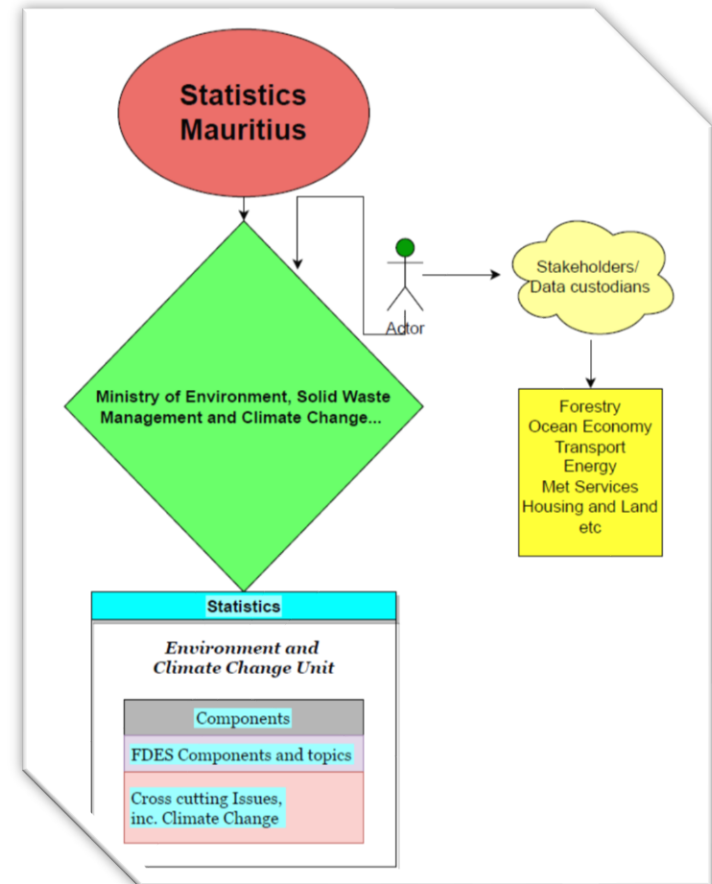 Statistics
Mauritius
Actor
Stakeholders/
Data custodians
Ministry of Environment, Solid Waste
Management and Climate Change...
Forestry
Ocean Economy
Transport
Energy
Met Services
Housing and Land
etc
Statistics
Environment and
Climate Change Unit
Components
FDES Components and topics
Cross cutting Issues,
inc. Climate Change